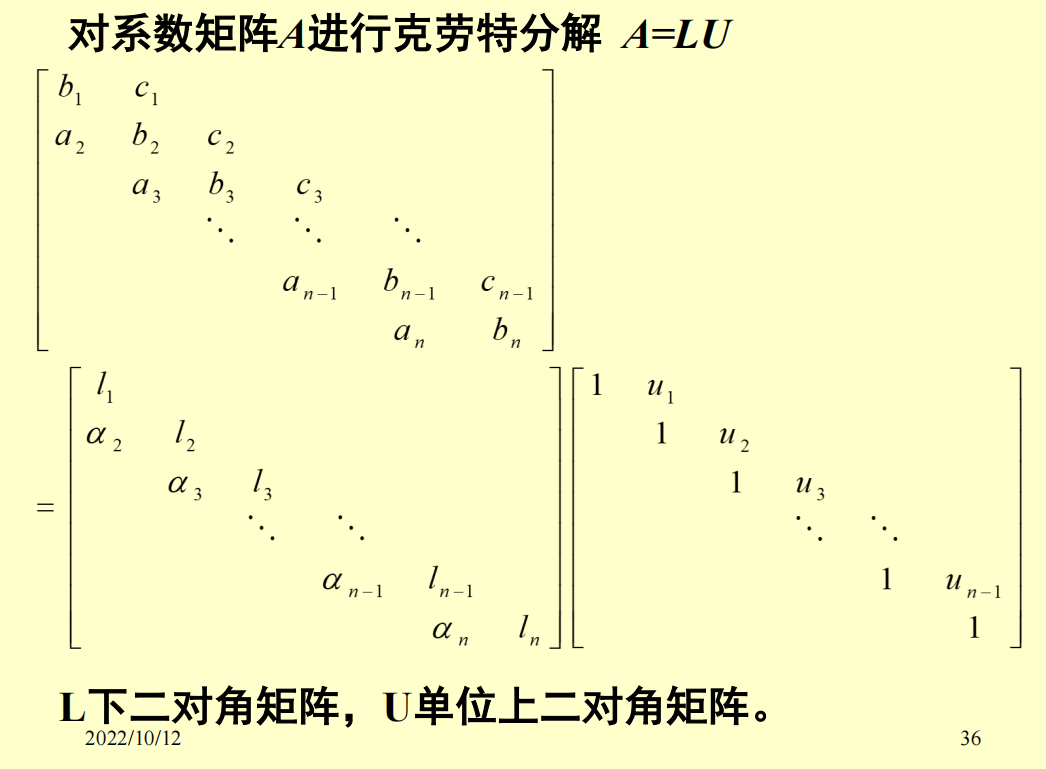 对系数矩阵A进行克劳特分解 A=LU
b₁ c₁
a₂ b₂ c₂
a₃ b₃ c₃
⋱ ⋱ ⋱
aₙ₋₁ bₙ₋₁ cₙ₋₁
aₙ bₙ
=
l₁
α₂ l₂
α₃ l₃
⋱ ⋱
αₙ₋₁ lₙ₋₁
αₙ lₙ
1 u₁
1 u₂
1 u₃
⋱ ⋱
1 uₙ₋₁
1
L下二对角矩阵，U单位上二对角矩阵。
2022/10/12
36